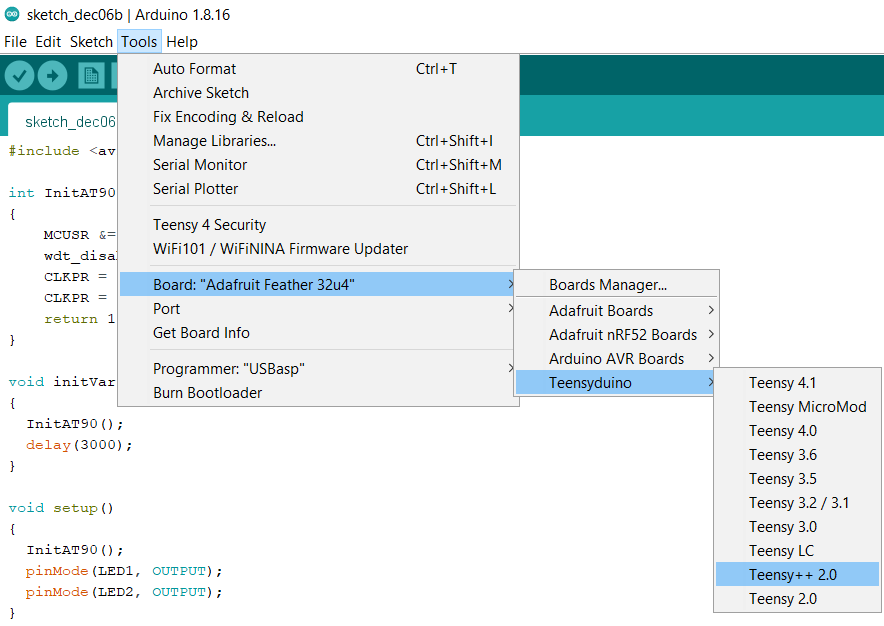 sketch_dec06b | Arduino 1.8.16
File Edit Sketch Tools Help
Auto Format Ctrl+T
Archive Sketch
Fix Encoding & Reload
Manage Libraries... Ctrl+Shift+I
Serial Monitor Ctrl+Shift+M
Serial Plotter Ctrl+Shift+L
Teensy 4 Security
WiFi101 / WiFiNINA Firmware Updater
Board: "Adafruit Feather 32u4"
Port
Get Board Info
Programmer: "USBasp"
Burn Bootloader
Boards Manager...
Adafruit Boards
Adafruit nRF52 Boards
Arduino AVR Boards
Teensyduino
Teensy 4.1
Teensy MicroMod
Teensy 4.0
Teensy 3.6
Teensy 3.5
Teensy 3.2 / 3.1
Teensy 3.0
Teensy LC
Teensy++ 2.0
Teensy 2.0
sketch_dec06
#include <av
int InitAT90
{
MCUSR &=
wdt_disa
CLKPR =
CLKPR =
return 1
}
void initVar
{
InitAT90();
delay(3000);
}
void setup()
{
InitAT90();
pinMode(LED1, OUTPUT);
pinMode(LED2, OUTPUT);
}